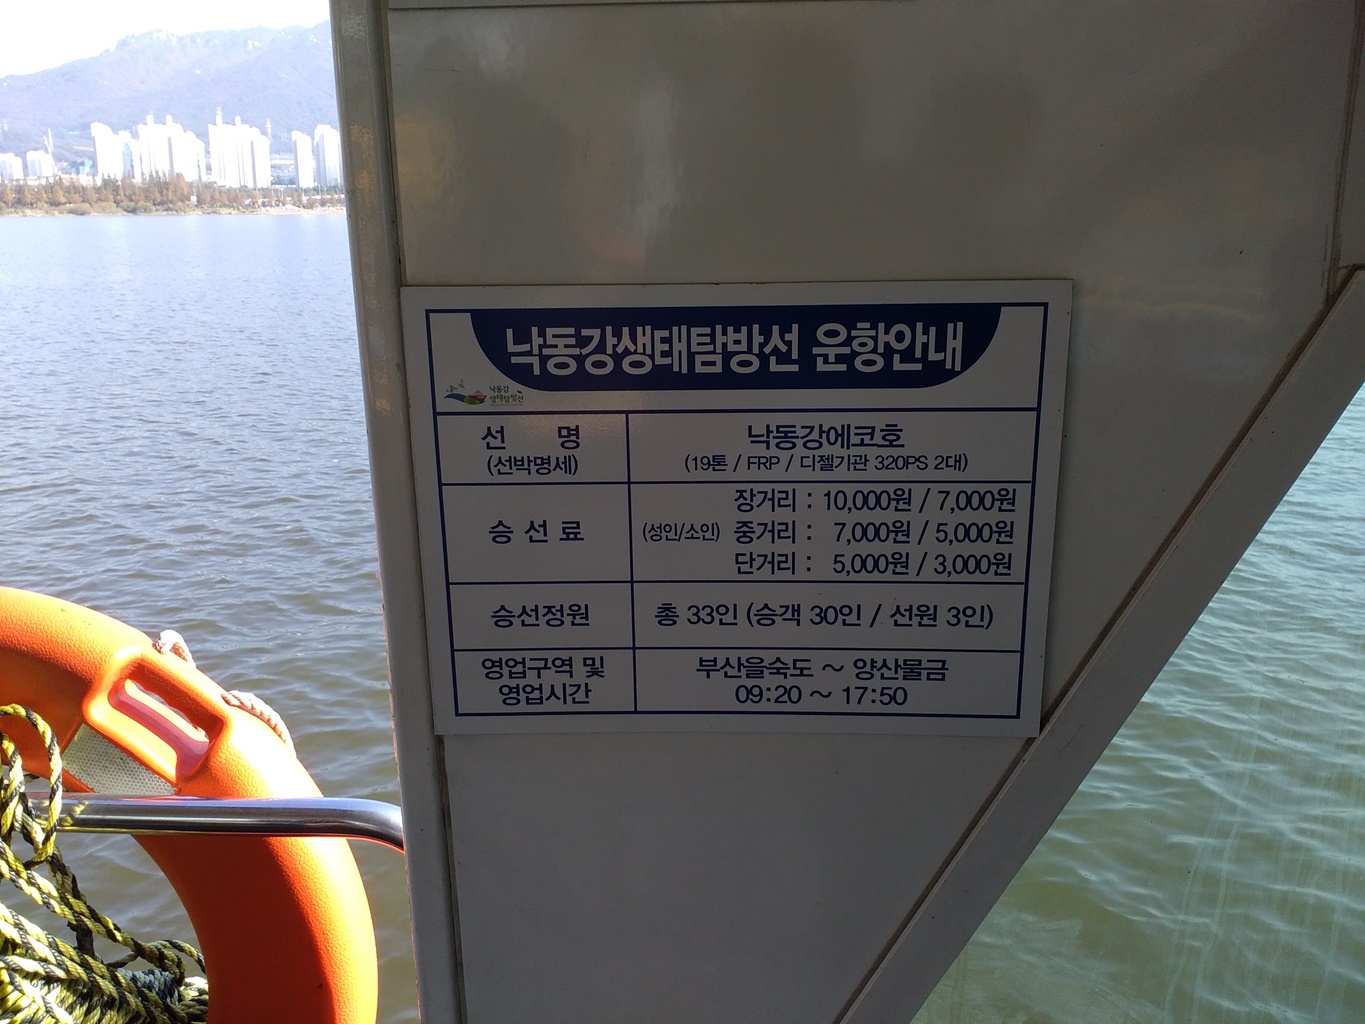 낙동강생태탐방선 운항안내
낙동강
생태탐방선
선 명
(선박명세)
낙동강에코호
(19톤 / FRP / 디젤기관 320PS 2대)
승 선 료
(성인/소인)
장거리 : 10,000원 / 7,000원
중거리 : 7,000원 / 5,000원
단거리 : 5,000원 / 3,000원
승선정원
총 33인 (승객 30인 / 선원 3인)
영업구역 및
영업시간
부산을숙도 ~ 양산물금
09:20 ~ 17:50